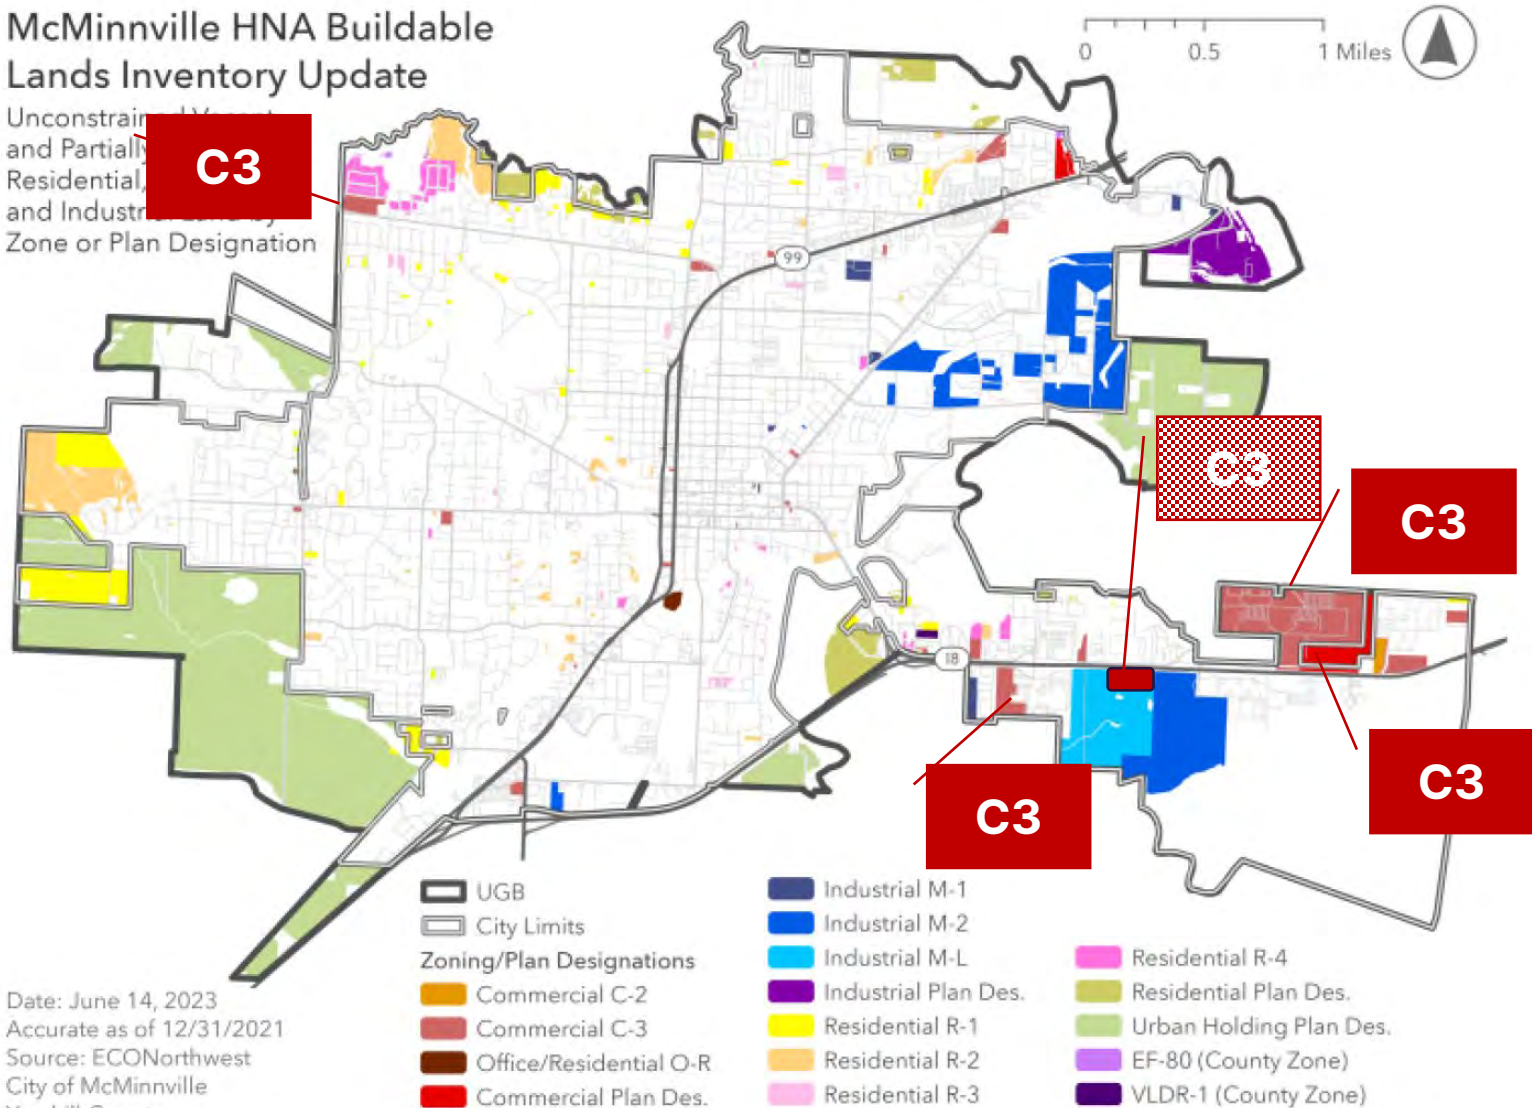 McMinnville HNA Buildable
Lands Inventory Update
and Partially
Residential,
Zone or Plan Designation
C3
0 0.5 1 Miles
99
C3
C3
18
C3
C3
UGB
City Limits
Zoning/Plan Designations
Commercial C-2
Commercial C-3
Office/Residential O-R
Commercial Plan Des.
Industrial M-1
Industrial M-2
Industrial M-L
Industrial Plan Des.
Residential R-1
Residential R-2
Residential R-3
Residential R-4
Residential Plan Des.
Urban Holding Plan Des.
EF-80 (County Zone)
VLDR-1 (County Zone)
Date: June 14, 2023
Accurate as of 12/31/2021
Source: ECONorthwest
City of McMinnville